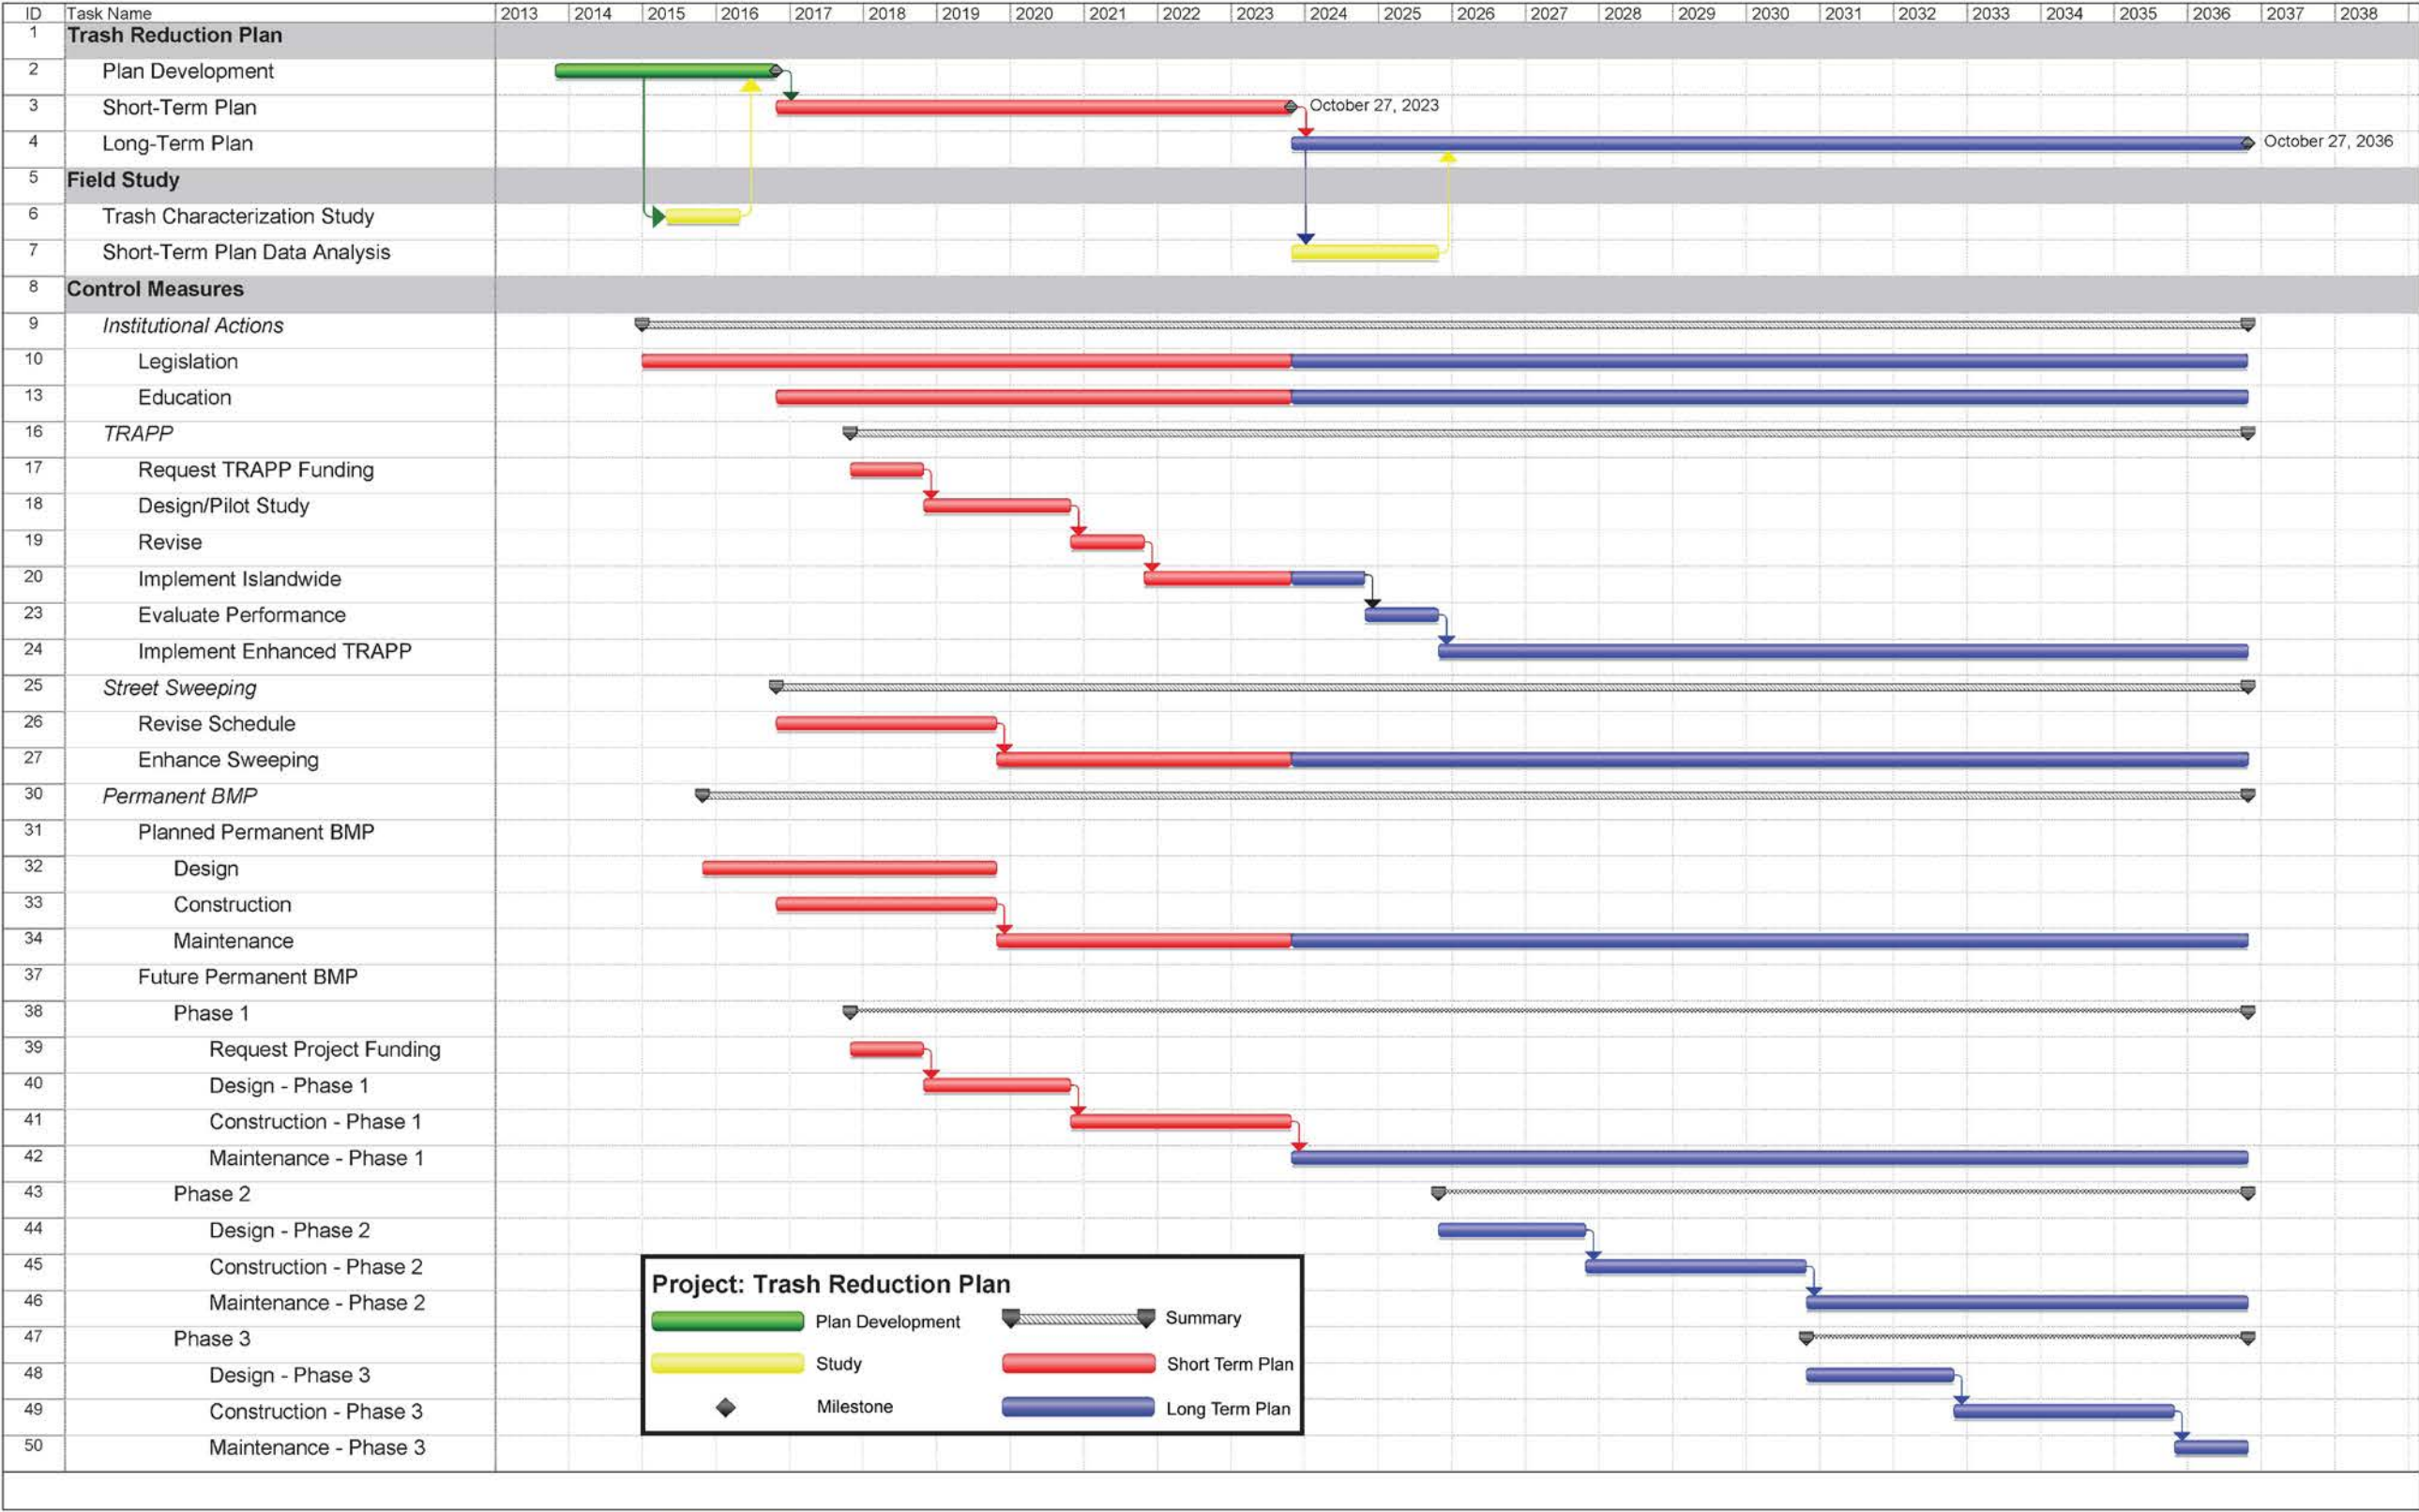 ID Task Name 2013 2014 2015 2016 2017 2018 2019 2020 2021 2022 2023 2024 2025 2026 2027 2028 2029 2030 2031 2032 2033 2034 2035 2036 2037 2038
1 Trash Reduction Plan
2 Plan Development
3 Short-Term Plan October 27, 2023
4 Long-Term Plan October 27, 2036
5 Field Study
6 Trash Characterization Study
7 Short-Term Plan Data Analysis
8 Control Measures
9 Institutional Actions
10 Legislation
13 Education
16 TRAPP
17 Request TRAPP Funding
18 Design/Pilot Study
19 Revise
20 Implement Islandwide
23 Evaluate Performance
24 Implement Enhanced TRAPP
25 Street Sweeping
26 Revise Schedule
27 Enhance Sweeping
30 Permanent BMP
31 Planned Permanent BMP
32 Design
33 Construction
34 Maintenance
37 Future Permanent BMP
38 Phase 1
39 Request Project Funding
40 Design - Phase 1
41 Construction - Phase 1
42 Maintenance - Phase 1
43 Phase 2
44 Design - Phase 2
45 Construction - Phase 2
46 Maintenance - Phase 2
47 Phase 3
48 Design - Phase 3
49 Construction - Phase 3
50 Maintenance - Phase 3
Project: Trash Reduction Plan
Plan Development Summary
Study Short Term Plan
Milestone Long Term Plan